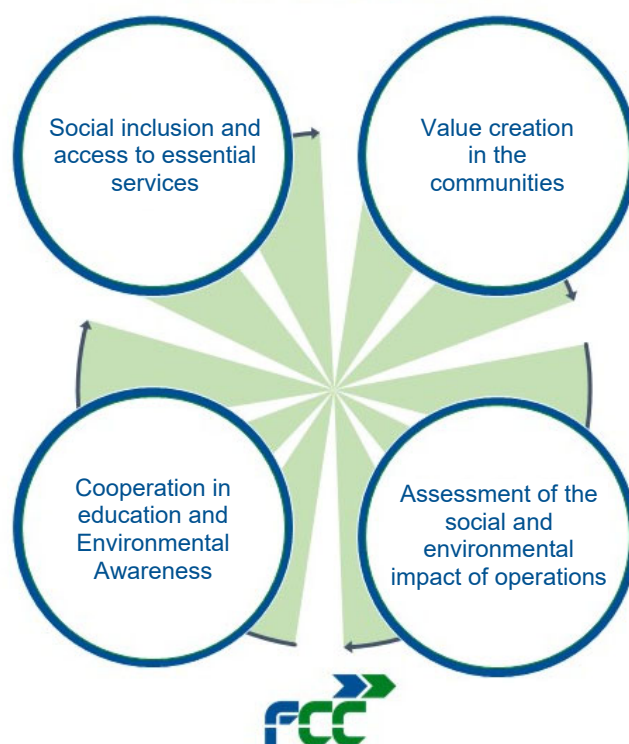 Social inclusion and
access to essential
services
Value creation
in the
communities
Cooperation in
education and
Environmental
Awareness
Assessment of the
social and
environmental
impact of operations
FCC